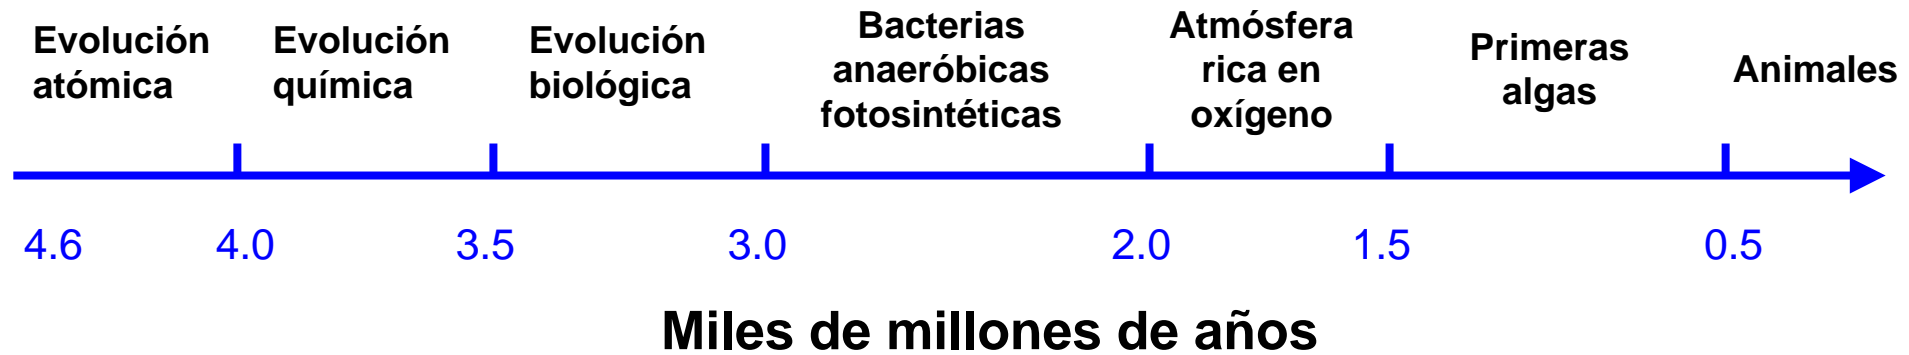 Evolución
atómica
Evolución
química
Evolución
biológica
Bacterias
anaeróbicas
fotosintéticas
Atmósfera
rica en
oxígeno
Primeras
algas
Animales
4.6
4.0
3.5
3.0
2.0
1.5
0.5
Miles de millones de años